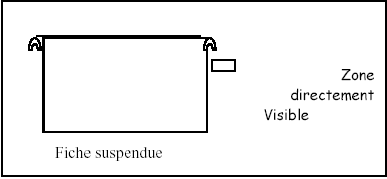 Zone
directement
Visible
Fiche suspendue